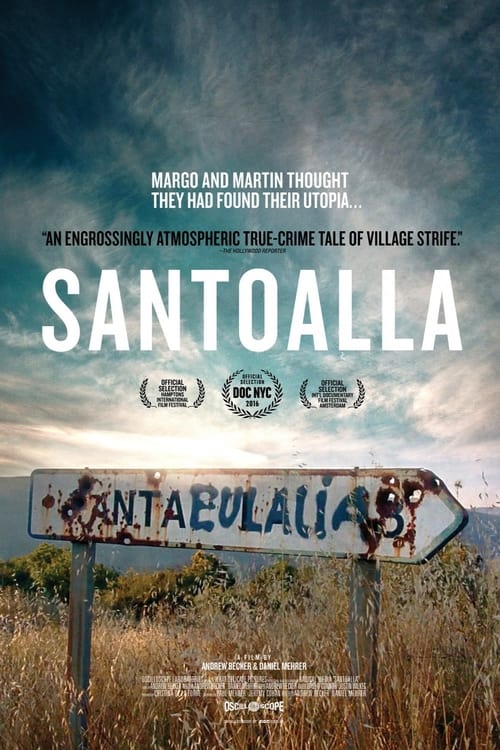 MARGO AND MARTIN THOUGHT
THEY HAD FOUND THEIR UTOPIA...
"AN ENGROSSINGLY ATMOSPHERIC TRUE-CRIME TALE OF VILLAGE STRIFE."
-THE HOLLYWOOD REPORTER
SANTOALLA
OFFICIAL
SELECTION
HAMPTONS
INTERNATIONAL
FILM FESTIVAL
OFFICIAL
SELECTION
DOC NYC
2016
OFFICIAL
SELECTION
INT'L DOCUMENTARY
FILM FESTIVAL
AMSTERDAM
ANTABULALIA
A FILM BY
ANDREW BECKER & DANIEL MEHRER
OSCILLOSCOPE